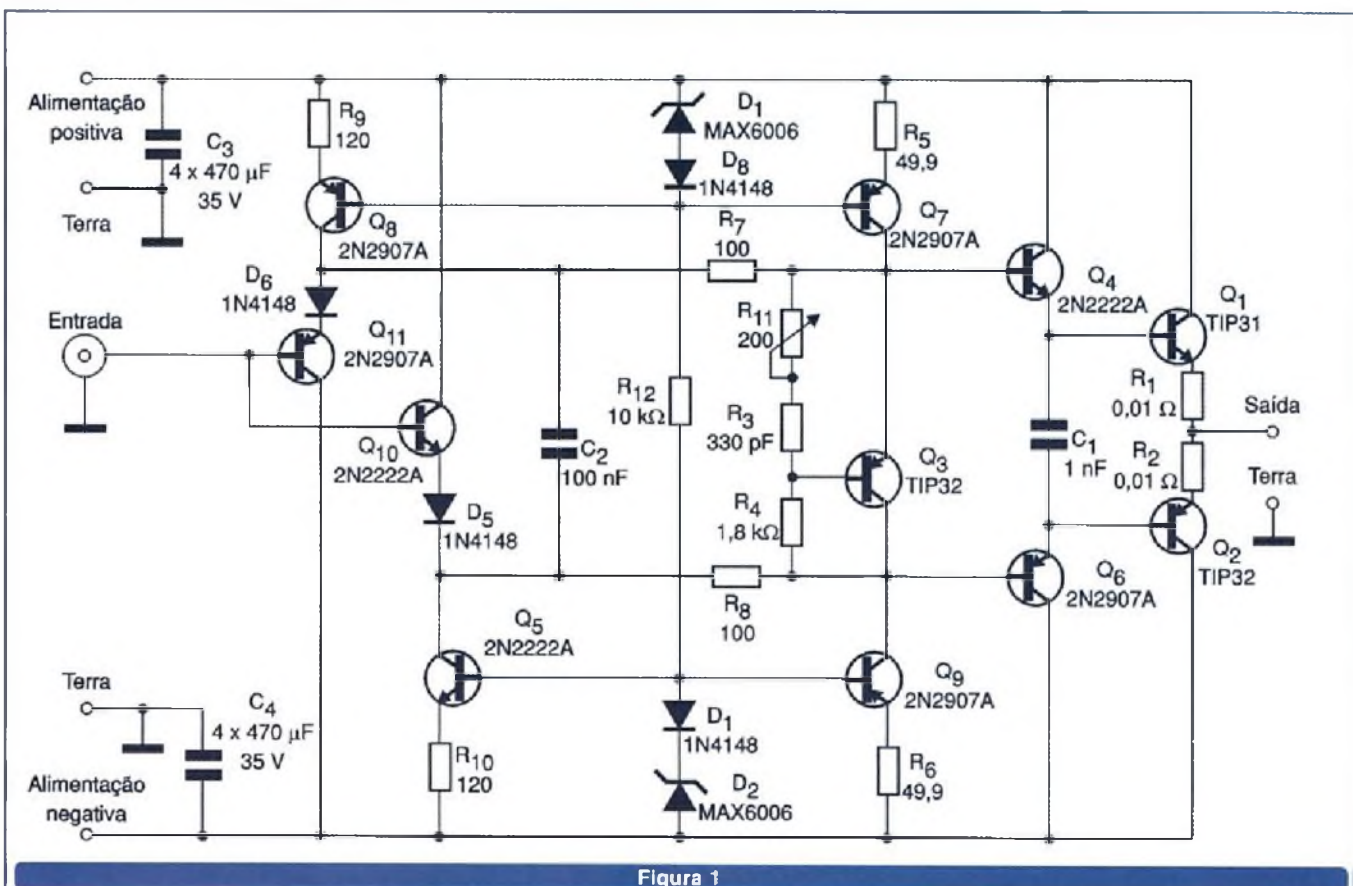 Alimentação
positiva
Terra
C3
4 x 470 µF
35 V
R9
120
Q8
2N2907A
D6
1N4148
Entrada
Q11
2N2907A
Q10
2N2222A
D5
1N4148
C2
100 nF
Q5
2N2222A
R10
120
Terra
C4
4 x 470 µF
35 V
Alimentação
negativa
D1
MAX6006
D8
1N4148
R7
100
R12
10 kΩ
R11
200
R3
330 pF
R4
1,8 kΩ
R8
100
D1
1N4148
D2
MAX6006
R5
49,9
Q7
2N2907A
Q3
TIP32
Q9
2N2907A
R6
49,9
Q4
2N2222A
Q1
TIP31
R1
0,01 Ω
Saída
C1
1 nF
R2
0,01 Ω
Terra
Q2
TIP32
Q6
2N2907A
Figura 1